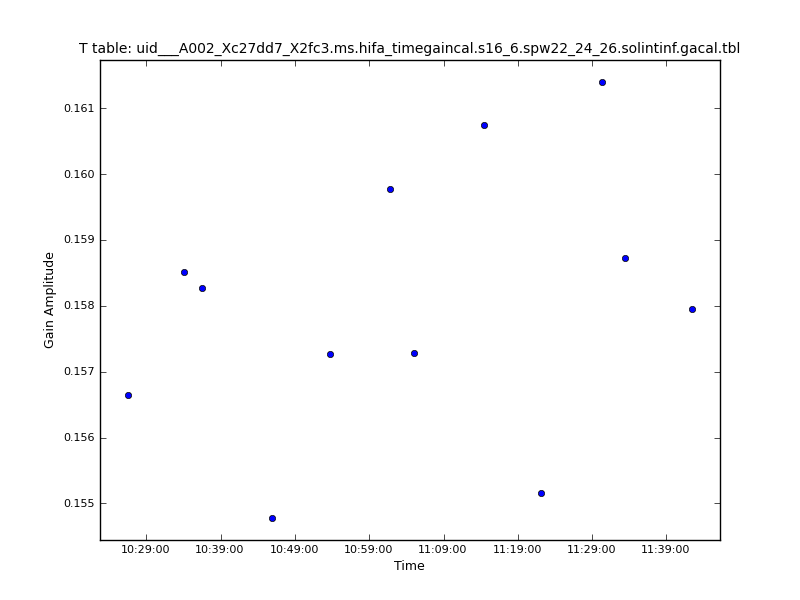 T table: uid___A002_Xc27dd7_X2fc3.ms.hifa_timegaincal.s16_6.spw22_24_26.solintinf.gacal.tbl
0.161
0.160
0.159
0.158
0.157
0.156
0.155
Gain Amplitude
10:29:00 10:39:00 10:49:00 10:59:00 11:09:00 11:19:00 11:29:00 11:39:00
Time